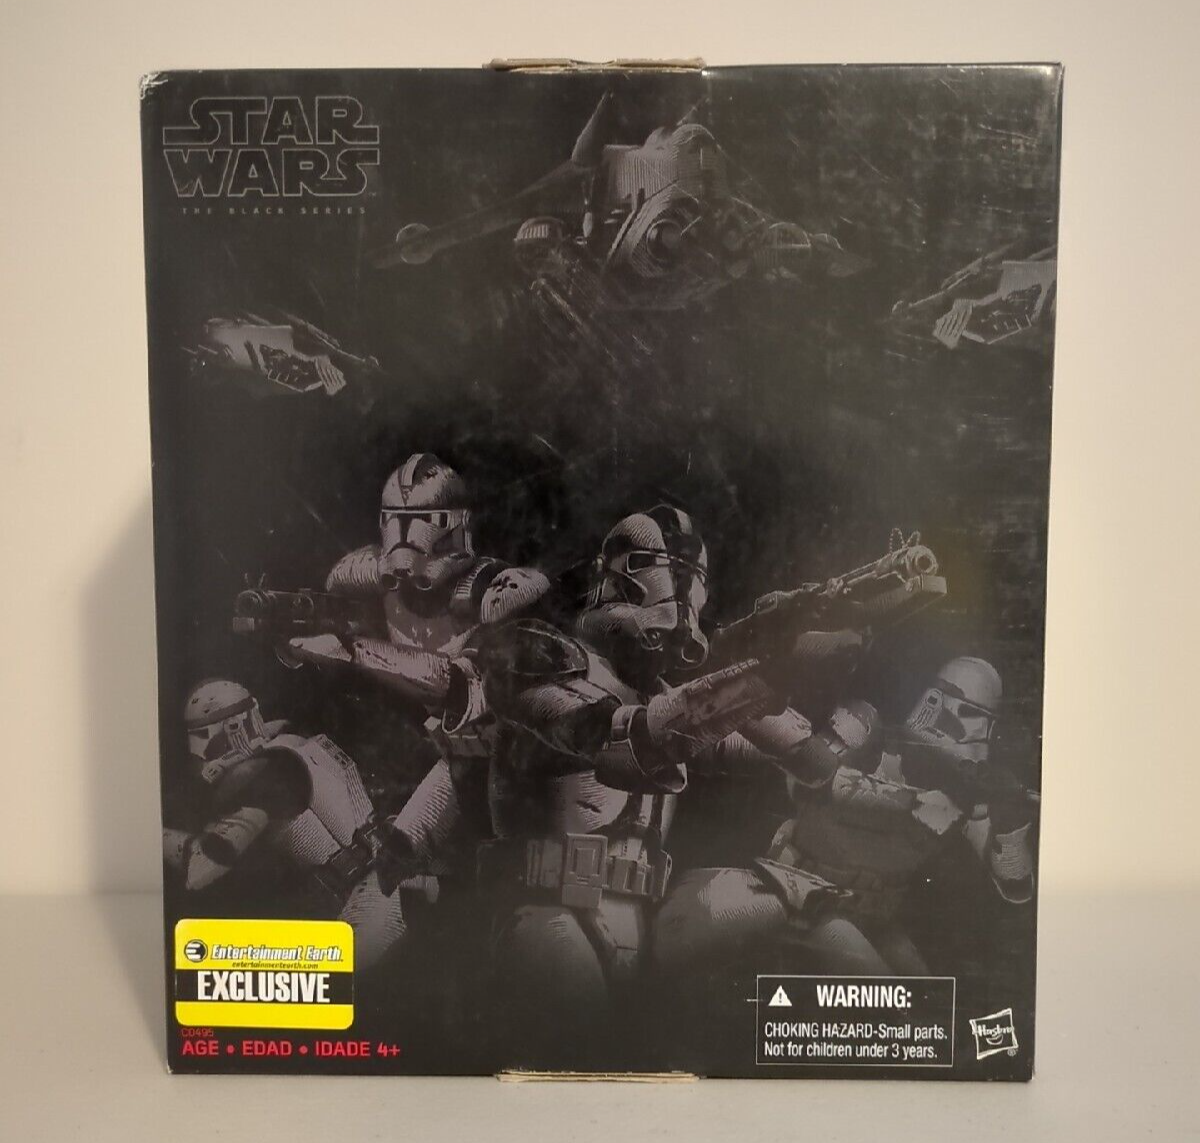 STAR
WARS
THE BLACK SERIES
Entertainment Earth
entertainmentearth.com
EXCLUSIVE
C0495
AGE • EDAD • IDADE 4+
WARNING:
CHOKING HAZARD-Small parts.
Not for children under 3 years.
Hasbro